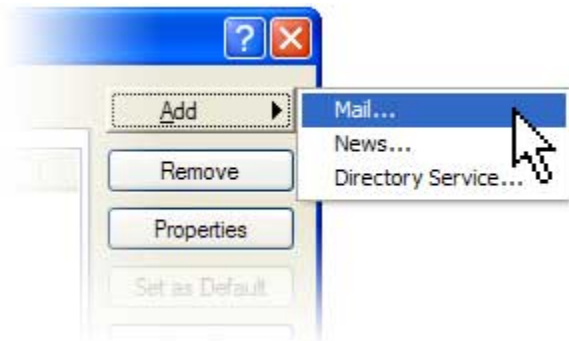 ?
Add
Mail...
News...
Directory Service...
Remove
Properties
Set as Default